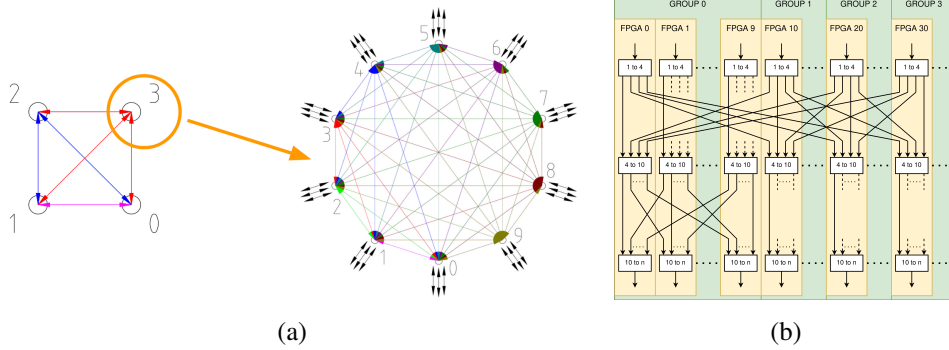 GROUP 0 GROUP 1 GROUP 2 GROUP 3
FPGA 0 FPGA 1 FPGA 9 FPGA 10 FPGA 20 FPGA 30
1 to 4 1 to 4 1 to 4 1 to 4 1 to 4 1 to 4
4 to 10 4 to 10 4 to 10 4 to 10 4 to 10 4 to 10
10 to n 10 to n 10 to n 10 to n 10 to n 10 to n
2 3
1 0
5
4 6
3 7
2 8
1 0 9
(a) (b)